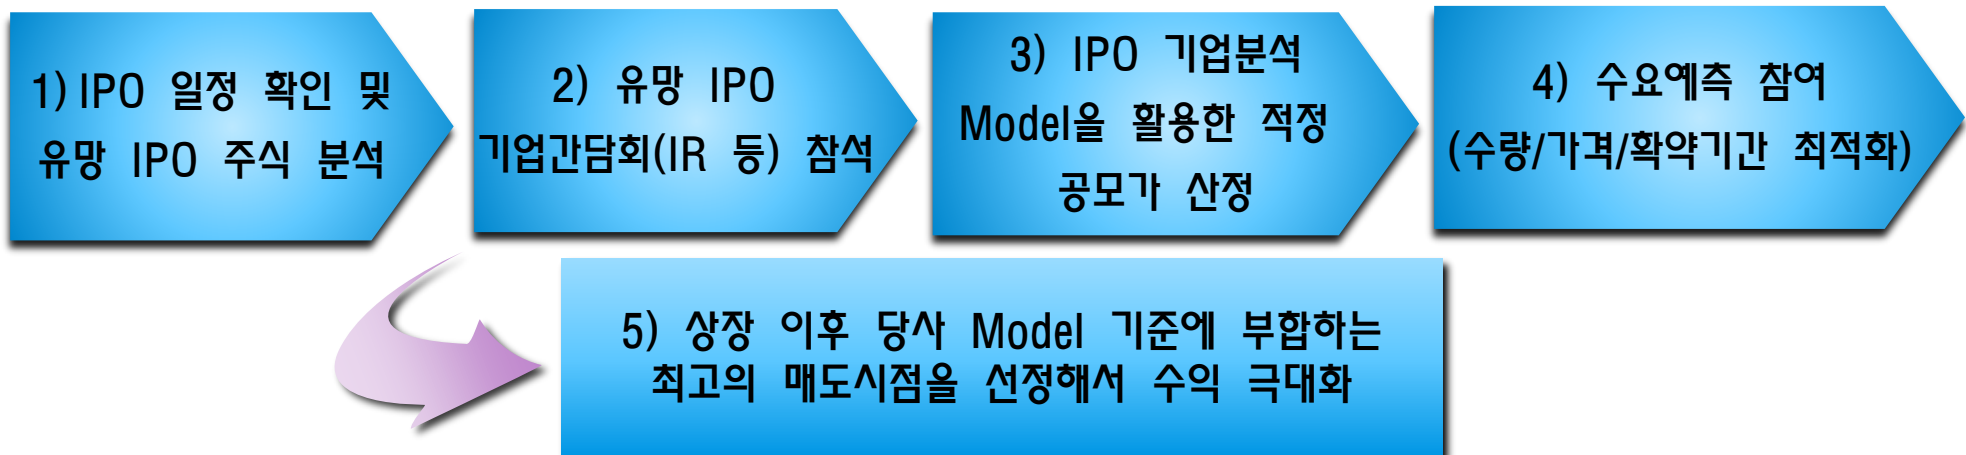 1) IPO 일정 확인 및
유망 IPO 주식 분석
2) 유망 IPO
기업간담회(IR 등) 참석
3) IPO 기업분석
Model을 활용한 적정
공모가 산정
4) 수요예측 참여
(수량/가격/확약기간 최적화)
5) 상장 이후 당사 Model 기준에 부합하는
최고의 매도시점을 선정해서 수익 극대화